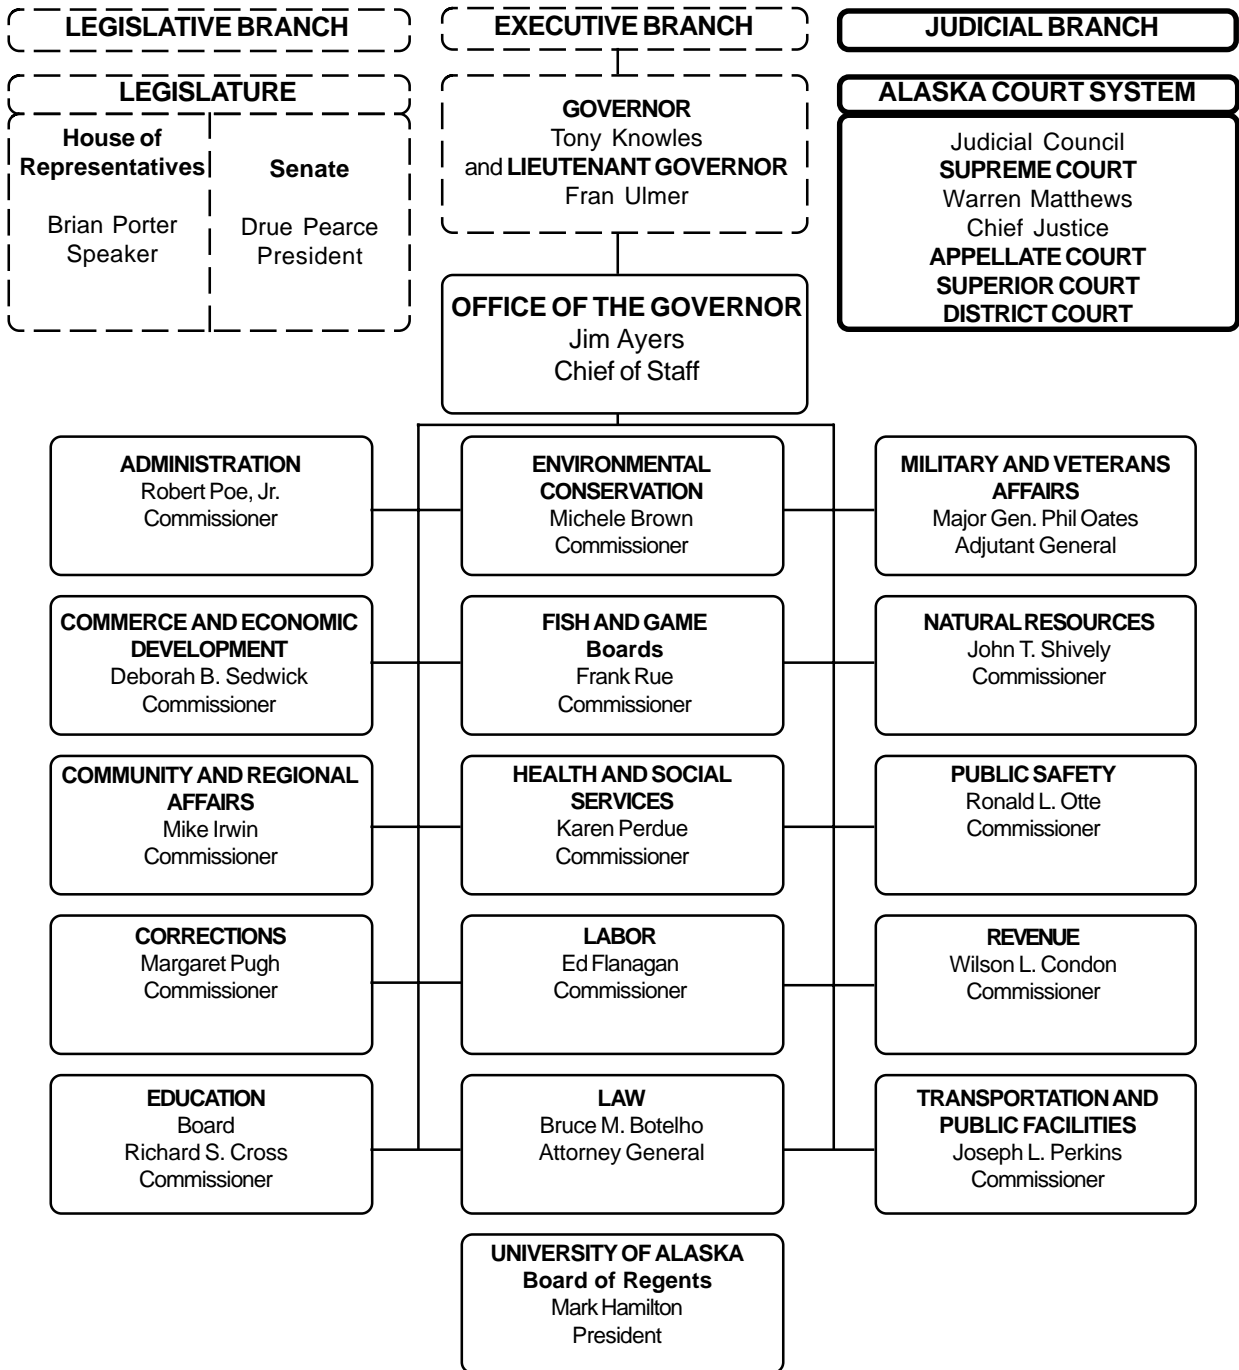 LEGISLATIVE BRANCH
LEGISLATURE
House of
Representatives
Brian Porter
Speaker
Senate
Drue Pearce
President
EXECUTIVE BRANCH
GOVERNOR
Tony Knowles
and LIEUTENANT GOVERNOR
Fran Ulmer
OFFICE OF THE GOVERNOR
Jim Ayers
Chief of Staff
JUDICIAL BRANCH
ALASKA COURT SYSTEM
Judicial Council
SUPREME COURT
Warren Matthews
Chief Justice
APPELLATE COURT
SUPERIOR COURT
DISTRICT COURT
ADMINISTRATION
Robert Poe, Jr.
Commissioner
ENVIRONMENTAL
CONSERVATION
Michele Brown
Commissioner
MILITARY AND VETERANS
AFFAIRS
Major Gen. Phil Oates
Adjutant General
COMMERCE AND ECONOMIC
DEVELOPMENT
Deborah B. Sedwick
Commissioner
FISH AND GAME
Boards
Frank Rue
Commissioner
NATURAL RESOURCES
John T. Shively
Commissioner
COMMUNITY AND REGIONAL
AFFAIRS
Mike Irwin
Commissioner
HEALTH AND SOCIAL
SERVICES
Karen Perdue
Commissioner
PUBLIC SAFETY
Ronald L. Otte
Commissioner
CORRECTIONS
Margaret Pugh
Commissioner
LABOR
Ed Flanagan
Commissioner
REVENUE
Wilson L. Condon
Commissioner
EDUCATION
Board
Richard S. Cross
Commissioner
LAW
Bruce M. Botelho
Attorney General
TRANSPORTATION AND
PUBLIC FACILITIES
Joseph L. Perkins
Commissioner
UNIVERSITY OF ALASKA
Board of Regents
Mark Hamilton
President